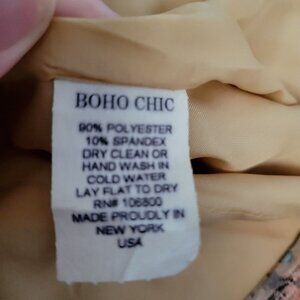 BOHO CHIC
90% POLYESTER
10% SPANDEX
DRY CLEAN OR
HAND WASH IN
COLD WATER
LAY FLAT TO DRY
RN# 106800
MADE PROUDLY IN
NEW YORK
USA